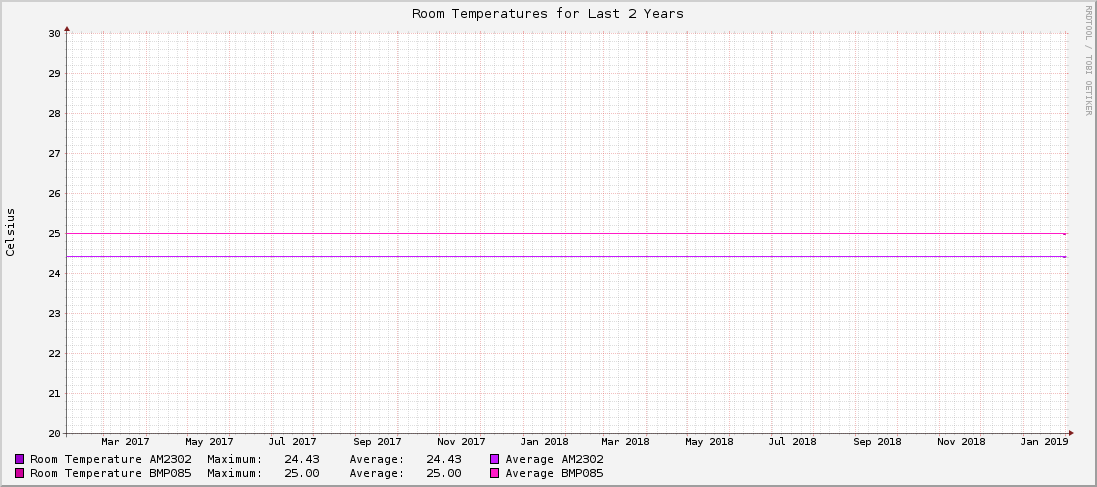 Room Temperatures for Last 2 Years
RRDTOOL / TOBI OETIKER
Celsius
30
29
28
27
26
25
24
23
22
21
20
Mar 2017 May 2017 Jul 2017 Sep 2017 Nov 2017 Jan 2018 Mar 2018 May 2018 Jul 2018 Sep 2018 Nov 2018 Jan 2019
Room Temperature AM2302 Maximum: 24.43 Average: 24.43 Average AM2302
Room Temperature BMP085 Maximum: 25.00 Average: 25.00 Average BMP085